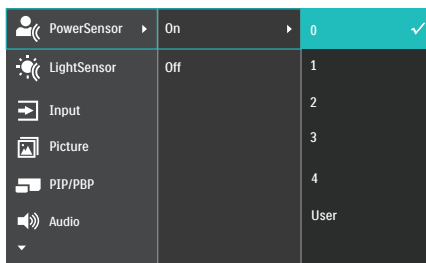 PowerSensor
On
0
LightSensor
Off
1
Input
2
Picture
3
PIP/PBP
4
Audio
User